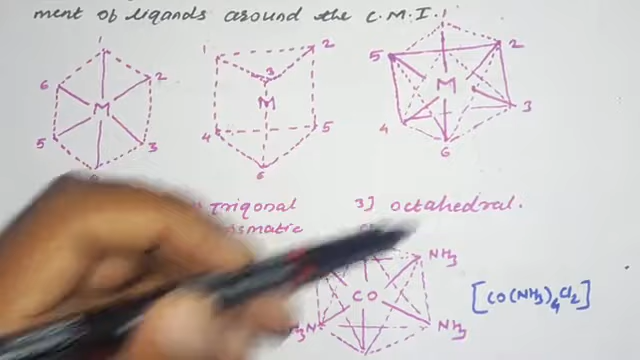 ment of ligands around the C.M.I.
1
6 2
M
5 3
1 2
3
M
4 5
6
1
5 2
M
3
4
6
trigonal
3] octahedral.
NH3
CO
NH3
[CO(NH3)4Cl2]